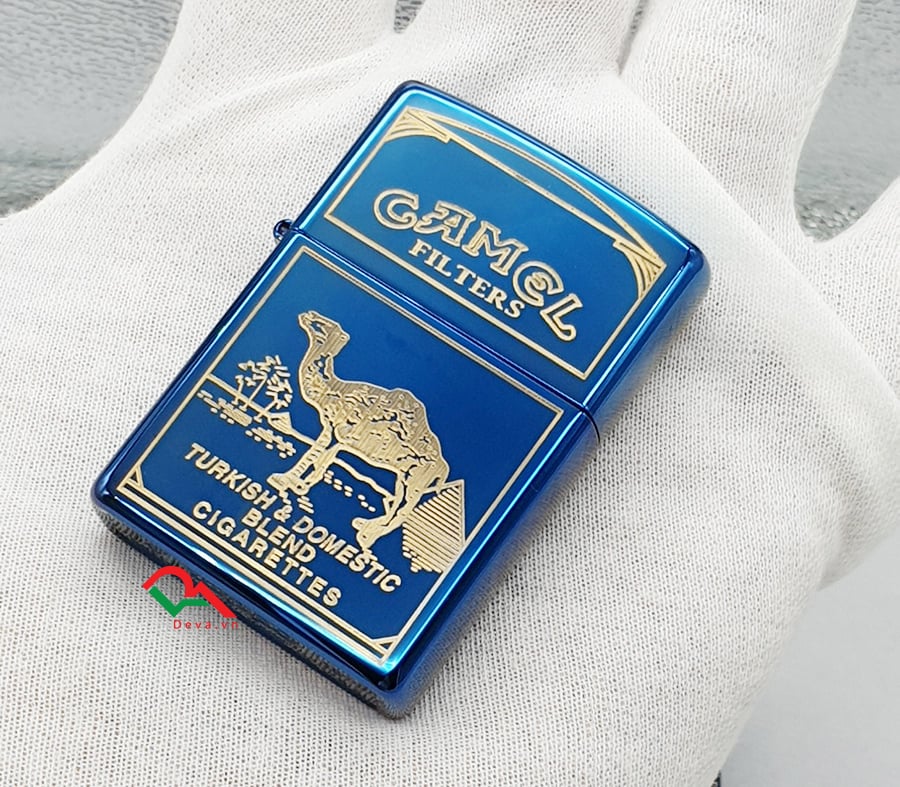 CAMEL
FILTERS
TURKISH & DOMESTIC
BLEND
CIGARETTES
Deva.vn